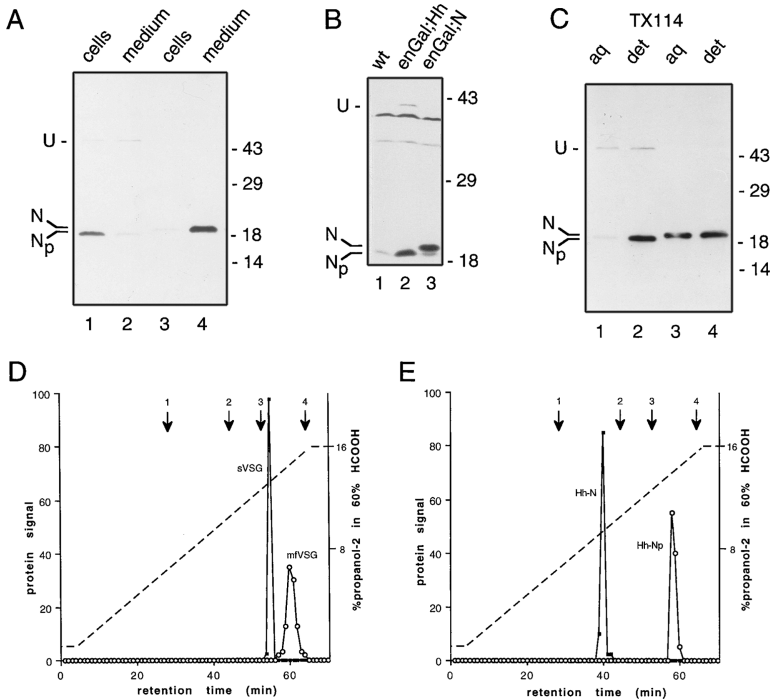 A
cells
medium
cells
medium
U -
- 43
- 29
N
Np
- 18
- 14
1 2 3 4
B
wt
enGal;Hh
enGal;N
U -
- 43
- 29
N
Np
- 18
1 2 3
C
TX114
aq
det
aq
det
U -
- 43
- 29
N
Np
- 18
- 14
1 2 3 4
D
100
80
60
40
20
0
protein signal
1 2 3 4
sVSG
mfVSG
16
8
%propanol-2 in 60% HCOOH
0 20 40 60
retention time (min)
E
100
80
60
40
20
0
protein signal
1 2 3 4
Hh-N
Hh-Np
16
8
%propanol-2 in 60% HCOOH
0 20 40 60
retention time (min)